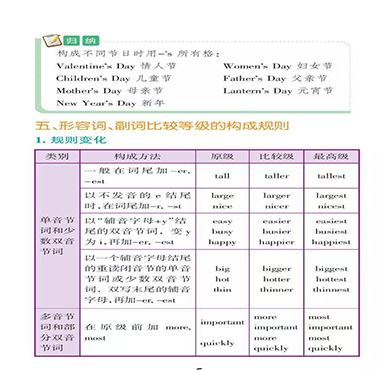 归纳
构成不同节日时用-'s 所有格:
Valentine's Day 情人节 Women's Day 妇女节
Children's Day 儿童节 Father's Day 父亲节
Mother's Day 母亲节 Lantern's Day 元宵节
New Year's Day 新年
五、形容词、副词比较等级的构成规则
1. 规则变化
类别 构成方法 原级 比较级 最高级
单音节词和少数双音节词
一般在词尾加-er,
-est
tall taller tallest
以不发音的 e 结尾
时,在词尾加-r, -st
large larger largest
nice nicer nicest
以“辅音字母+y”结
尾的双音节词, 变y
为i,再加-er, -est
easy easier easiest
busy busier busiest
happy happier happiest
以一个辅音字母结尾
的重读闭音节的单音
节词或少数双音节
词, 双写末尾的辅音
字母,再加-er, -est
big bigger biggest
hot hotter hottest
thin thinner thinnest
多音节
词和部
分双音
节词
在原级前加 more,
most
important more important most important
quickly more quickly most quickly